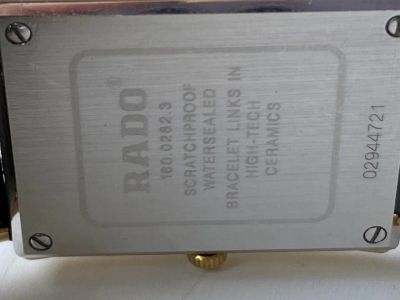 RADO®
160.0282.3
SCRATCHPROOF
WATERSEALED
BRACELET LINKS IN
HIGH-TECH
CERAMICS
02944721